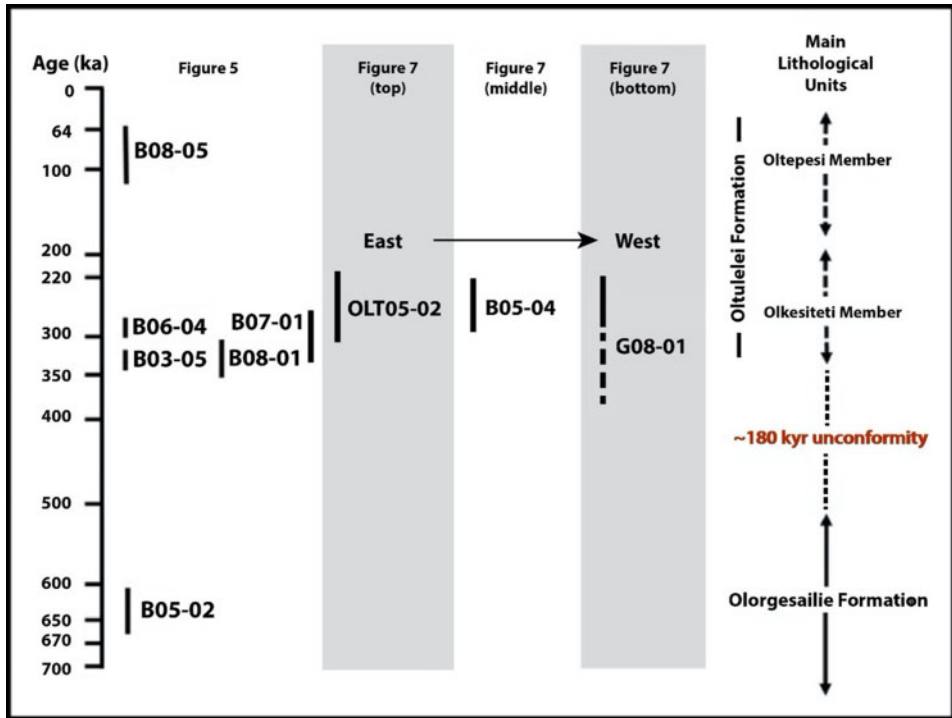 Age (ka)
Figure 5
Figure 7
(top)
Figure 7
(middle)
Figure 7
(bottom)
Main
Lithological
Units
0
64
100
200
220
300
350
400
500
600
650
670
700
B08-05
B06-04
B03-05
B07-01
B08-01
B05-02
East
West
OLT05-02
B05-04
G08-01
Oltulelei Formation
Oltepesi Member
Olkesiteti Member
~180 kyr unconformity
Olorgesailie Formation